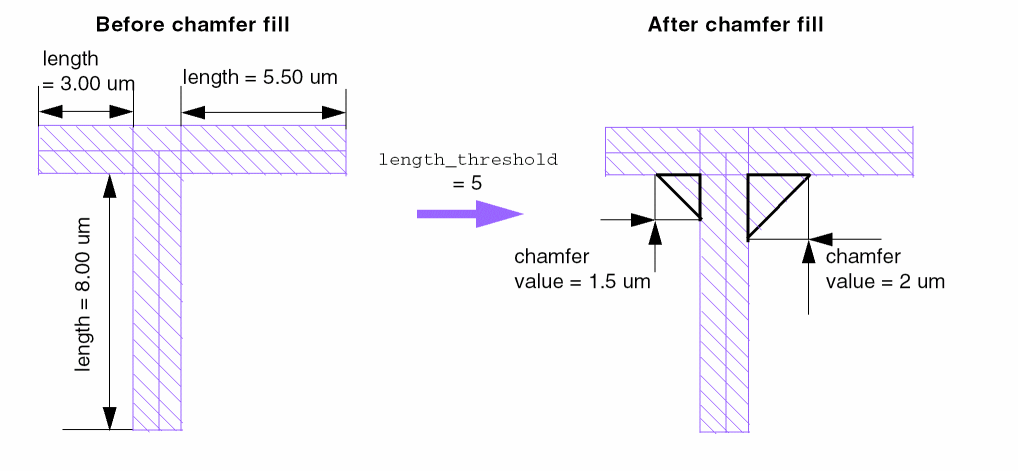 Before chamfer fill
After chamfer fill
length
= 3.00 um
length = 5.50 um
length_threshold
= 5
length = 8.00 um
chamfer
value = 1.5 um
chamfer
value = 2 um